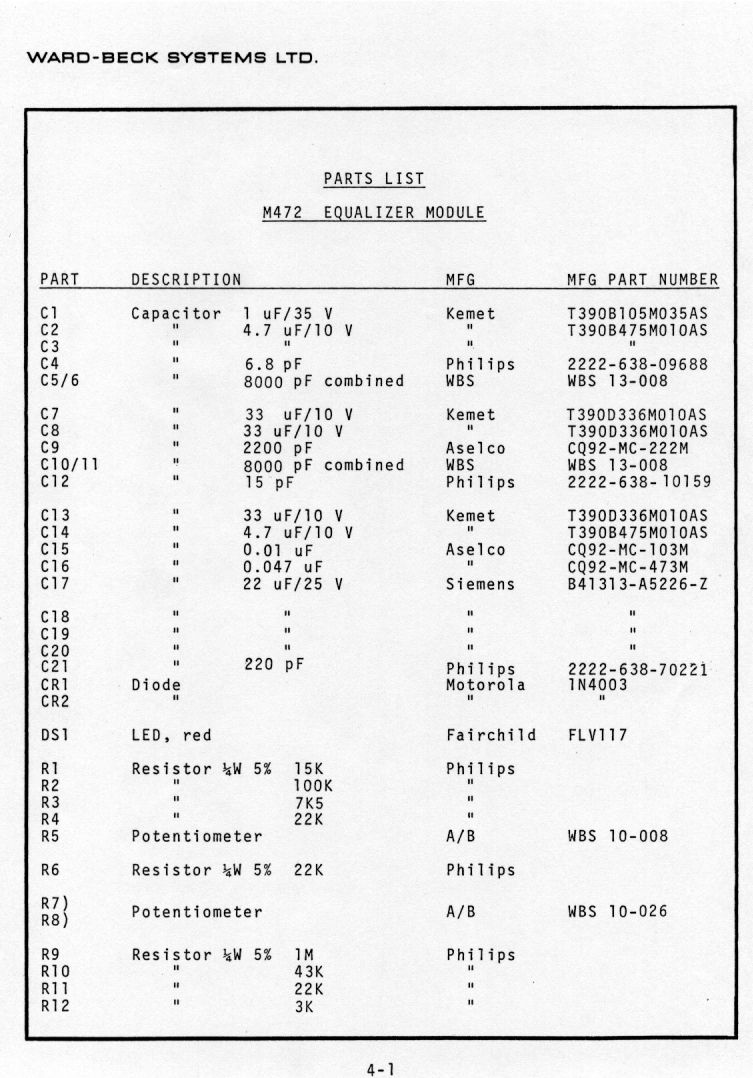 WARD-BECK SYSTEMS LTD.
PARTS LIST
M472 EQUALIZER MODULE
PART DESCRIPTION MFG MFG PART NUMBER
C1 Capacitor 1 uF/35 V Kemet T390B105M035AS
C2 " 4.7 uF/10 V " T390B475M010AS
C3 " " " "
C4 " 6.8 pF Philips 2222-638-09688
C5/6 " 8000 pF combined WBS WBS 13-008
C7 " 33 uF/10 V Kemet T390D336M010AS
C8 " 33 uF/10 V " T390D336M010AS
C9 " 2200 pF Aselco CQ92-MC-222M
C10/11 " 8000 pF combined WBS WBS 13-008
C12 " 15 pF Philips 2222-638-10159
C13 " 33 uF/10 V Kemet T390D336M010AS
C14 " 4.7 uF/10 V " T390B475M010AS
C15 " 0.01 uF Aselco CQ92-MC-103M
C16 " 0.047 uF " CQ92-MC-473M
C17 " 22 uF/25 V Siemens B41313-A5226-Z
C18 " " " "
C19 " " " "
C20 " " " "
C21 " 220 pF Philips 2222-638-70221
CR1 Diode Motorola 1N4003
CR2 " " "
DS1 LED, red Fairchild FLV117
R1 Resistor ¼W 5% 15K Philips
R2 " 100K "
R3 " 7K5 "
R4 " 22K "
R5 Potentiometer A/B WBS 10-008
R6 Resistor ¼W 5% 22K Philips
R7)
R8) Potentiometer A/B WBS 10-026
R9 Resistor ¼W 5% 1M Philips
R10 " 43K "
R11 " 22K "
R12 " 3K "
4-1